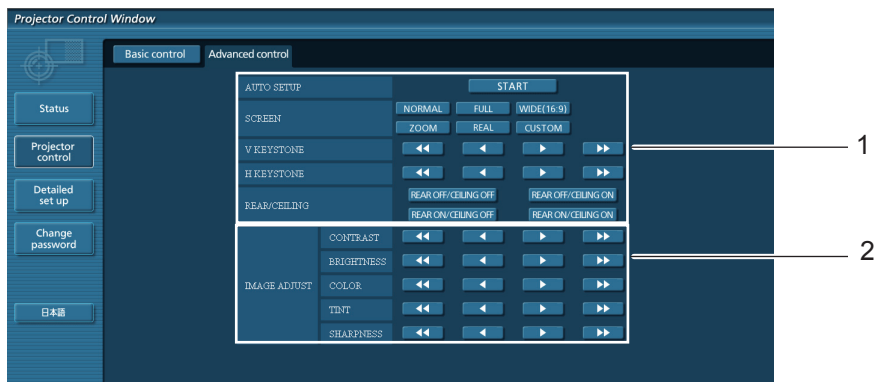 Projector Control Window
Basic control
Advanced control
Status
Projector
control
Detailed
set up
Change
password
日本語
AUTO SETUP
START
SCREEN
NORMAL FULL WIDE(16:9)
ZOOM REAL CUSTOM
V KEYSTONE
H KEYSTONE
REAR/CEILING
REAR OFF/CEILING OFF REAR OFF/CEILING ON
REAR ON/CEILING OFF REAR ON/CEILING ON
IMAGE ADJUST
CONTRAST
BRIGHTNESS
COLOR
TINT
SHARPNESS
1
2